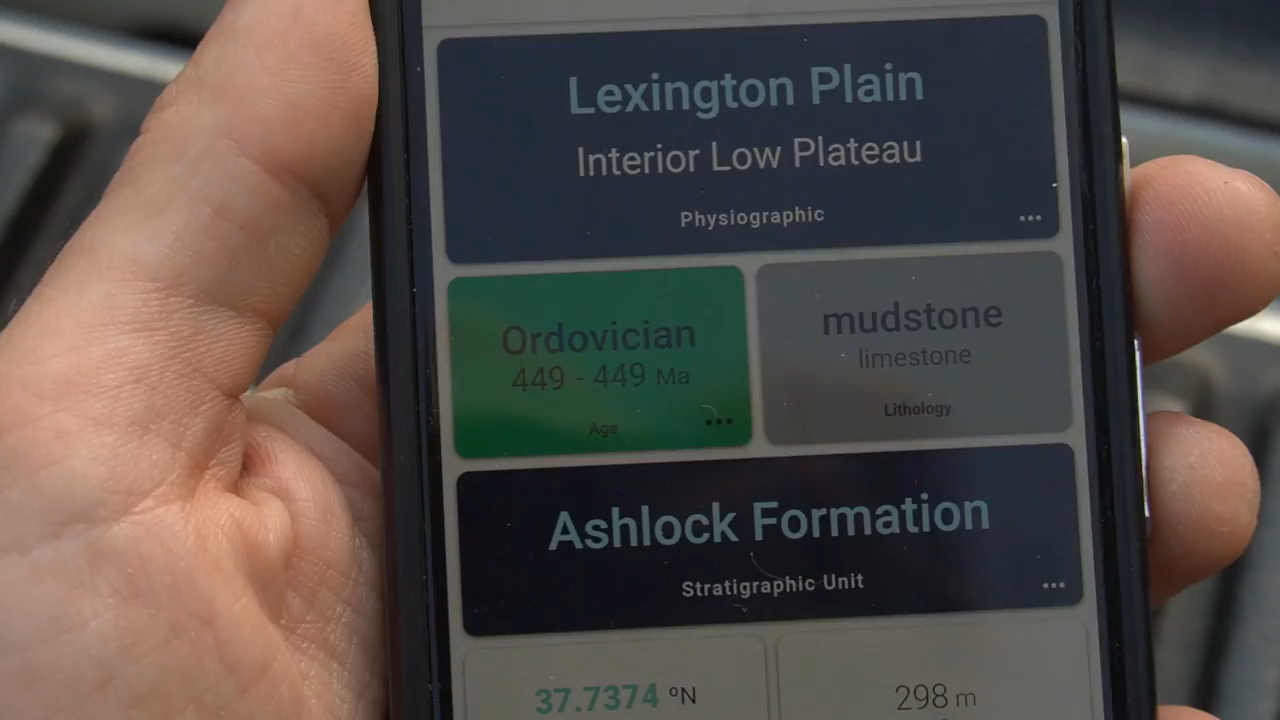 Lexington Plain
Interior Low Plateau
Physiographic
Ordovician
449 - 449 Ma
Age
mudstone
limestone
Lithology
Ashlock Formation
Stratigraphic Unit
37.7374 ºN
298 m